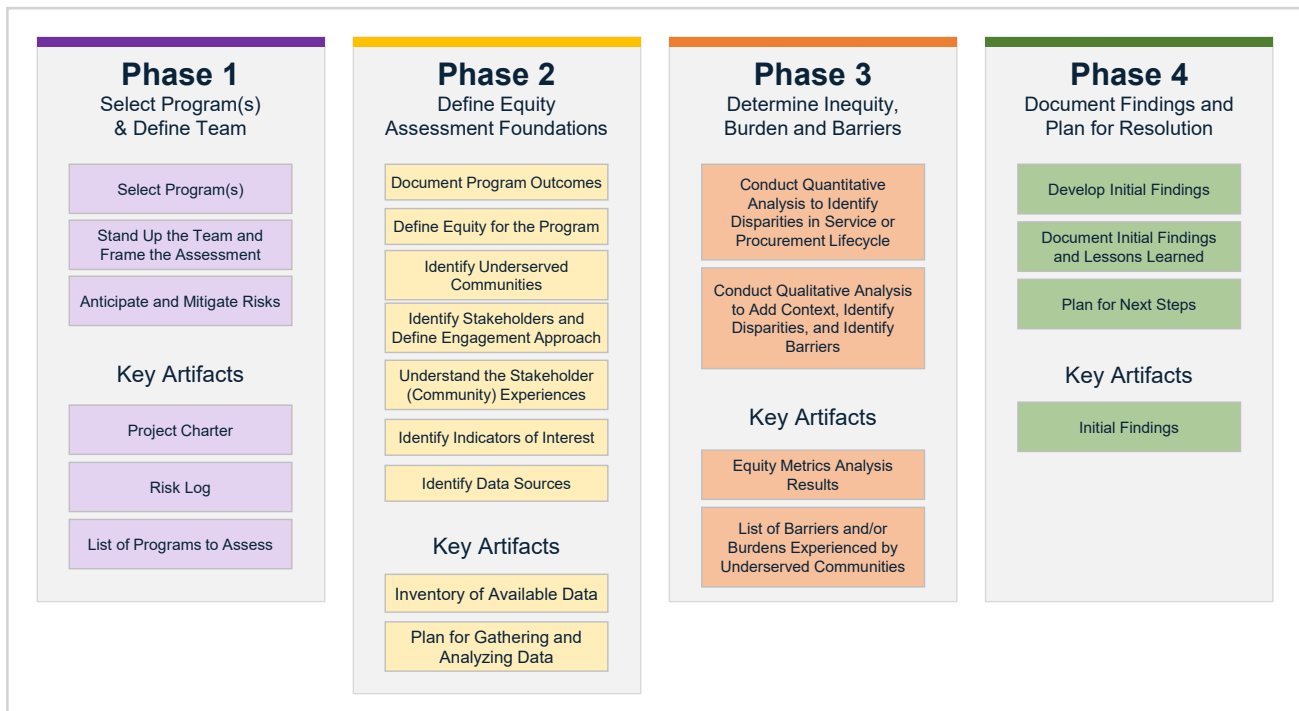 Phase 1
Select Program(s)
& Define Team
Select Program(s)
Stand Up the Team and
Frame the Assessment
Anticipate and Mitigate Risks
Key Artifacts
Project Charter
Risk Log
List of Programs to Assess
Phase 2
Define Equity
Assessment Foundations
Document Program Outcomes
Define Equity for the Program
Identify Underserved
Communities
Identify Stakeholders and
Define Engagement Approach
Understand the Stakeholder
(Community) Experiences
Identify Indicators of Interest
Identify Data Sources
Key Artifacts
Inventory of Available Data
Plan for Gathering and
Analyzing Data
Phase 3
Determine Inequity,
Burden and Barriers
Conduct Quantitative
Analysis to Identify
Disparities in Service or
Procurement Lifecycle
Conduct Qualitative Analysis
to Add Context, Identify
Disparities, and Identify
Barriers
Key Artifacts
Equity Metrics Analysis
Results
List of Barriers and/or
Burdens Experienced by
Underserved Communities
Phase 4
Document Findings and
Plan for Resolution
Develop Initial Findings
Document Initial Findings
and Lessons Learned
Plan for Next Steps
Key Artifacts
Initial Findings